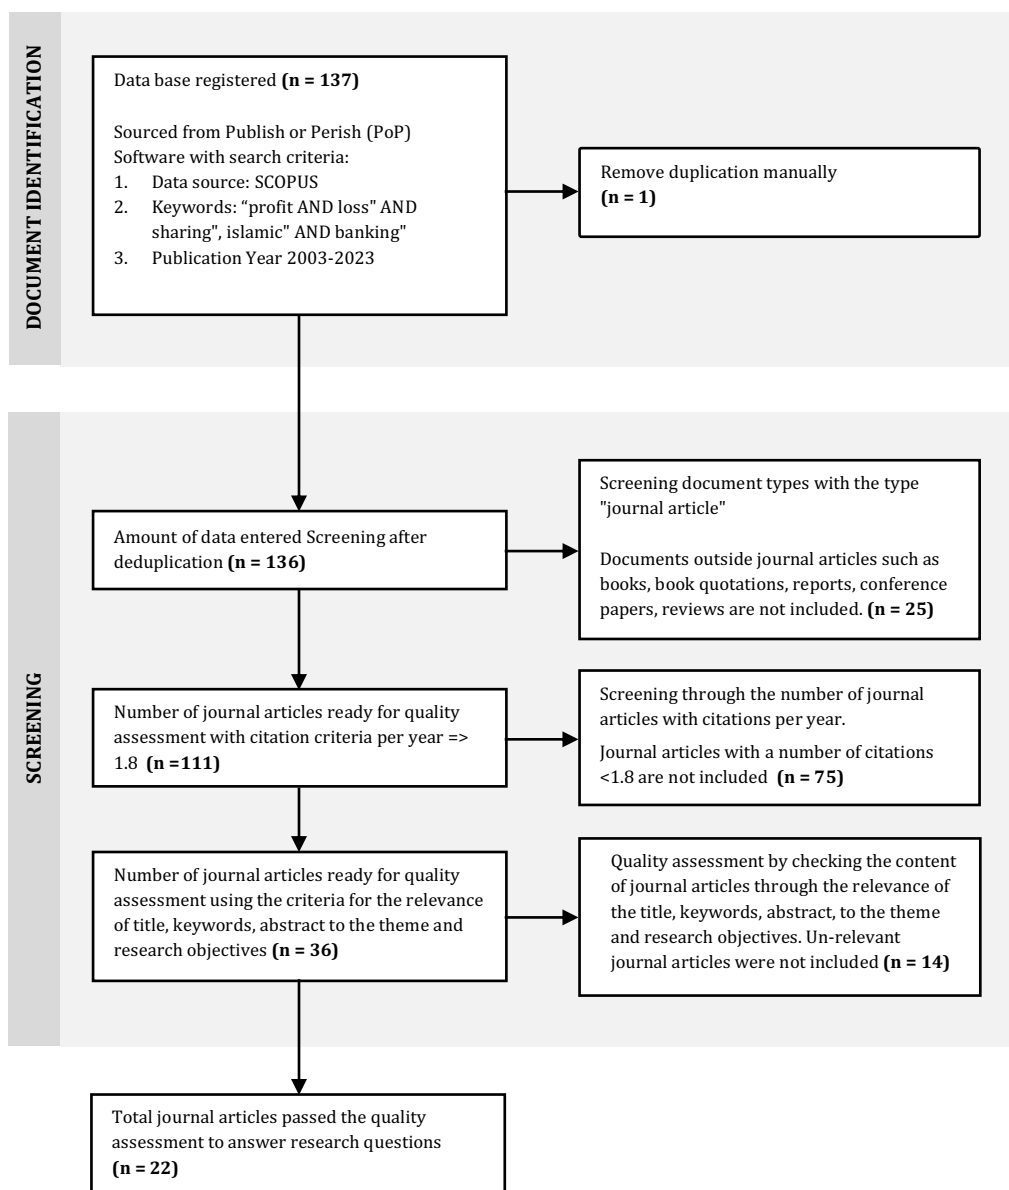 DOCUMENT IDENTIFICATION
Data base registered (n = 137)
Sourced from Publish or Perish (PoP)
Software with search criteria:
1. Data source: SCOPUS
2. Keywords: “profit AND loss" AND
sharing", islamic" AND banking"
3. Publication Year 2003-2023
Remove duplication manually
(n = 1)
SCREENING
Amount of data entered Screening after
deduplication (n = 136)
Screening document types with the type
"journal article"
Documents outside journal articles such as
books, book quotations, reports, conference
papers, reviews are not included. (n = 25)
Number of journal articles ready for quality
assessment with citation criteria per year =>
1.8 (n =111)
Screening through the number of journal
articles with citations per year.
Journal articles with a number of citations
<1.8 are not included (n = 75)
Number of journal articles ready for quality
assessment using the criteria for the relevance
of title, keywords, abstract to the theme and
research objectives (n = 36)
Quality assessment by checking the content
of journal articles through the relevance of
the title, keywords, abstract, to the theme
and research objectives. Un-relevant
journal articles were not included (n = 14)
Total journal articles passed the quality
assessment to answer research questions
(n = 22)